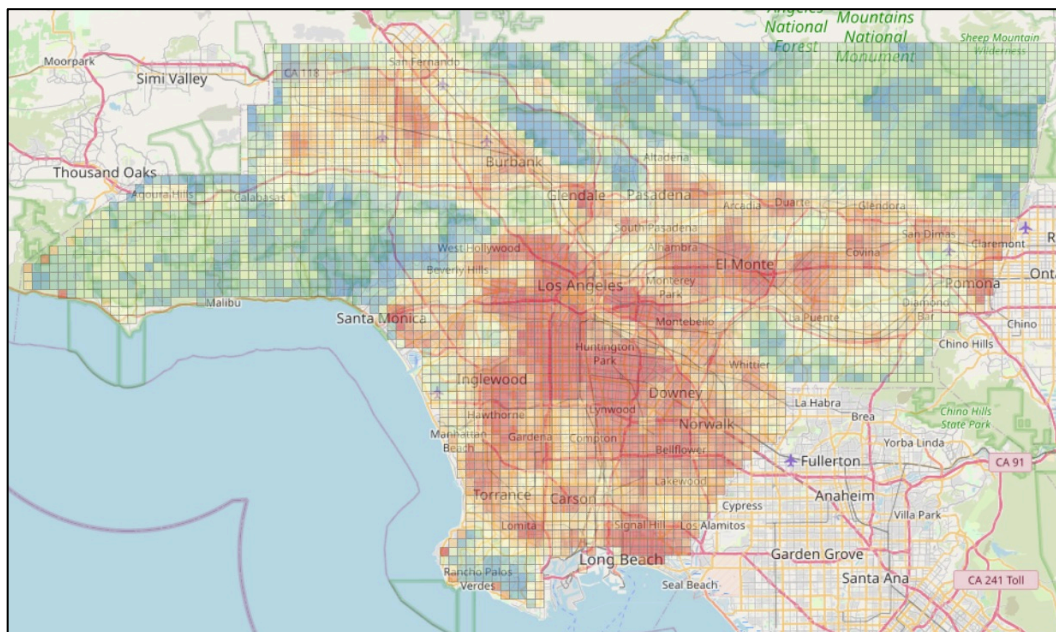 Angeles
National
Forest
Mountains
National
Monument
Sheep Mountain
Wilderness
Moorpark
Simi Valley
CA 118
San Fernando
Thousand Oaks
Agoura Hills
Calabasas
Burbank
Altadena
Glendale
Pasadena
Arcadia
Duarte
Glendora
South Pasadena
San Dimas
Claremont
West Hollywood
Alhambra
Covina
Beverly Hills
El Monte
Los Angeles
Monterey
Park
Pomona
Onta
Malibu
Santa Monica
Montebello
La Puente
Diamond
Bar
Chino
Huntington
Park
Chino Hills
Whittier
Inglewood
Downey
La Habra
Brea
Chino Hills
State Park
Hawthorne
Lynwood
Norwalk
Manhattan
Beach
Gardena
Compton
Bellflower
Yorba Linda
Fullerton
CA 91
Torrance
Carson
Lakewood
Anaheim
Cypress
Villa Park
Lomita
Signal Hill
Los Alamitos
Long Beach
Garden Grove
Rancho Palos
Verdes
Seal Beach
Santa Ana
CA 241 Toll